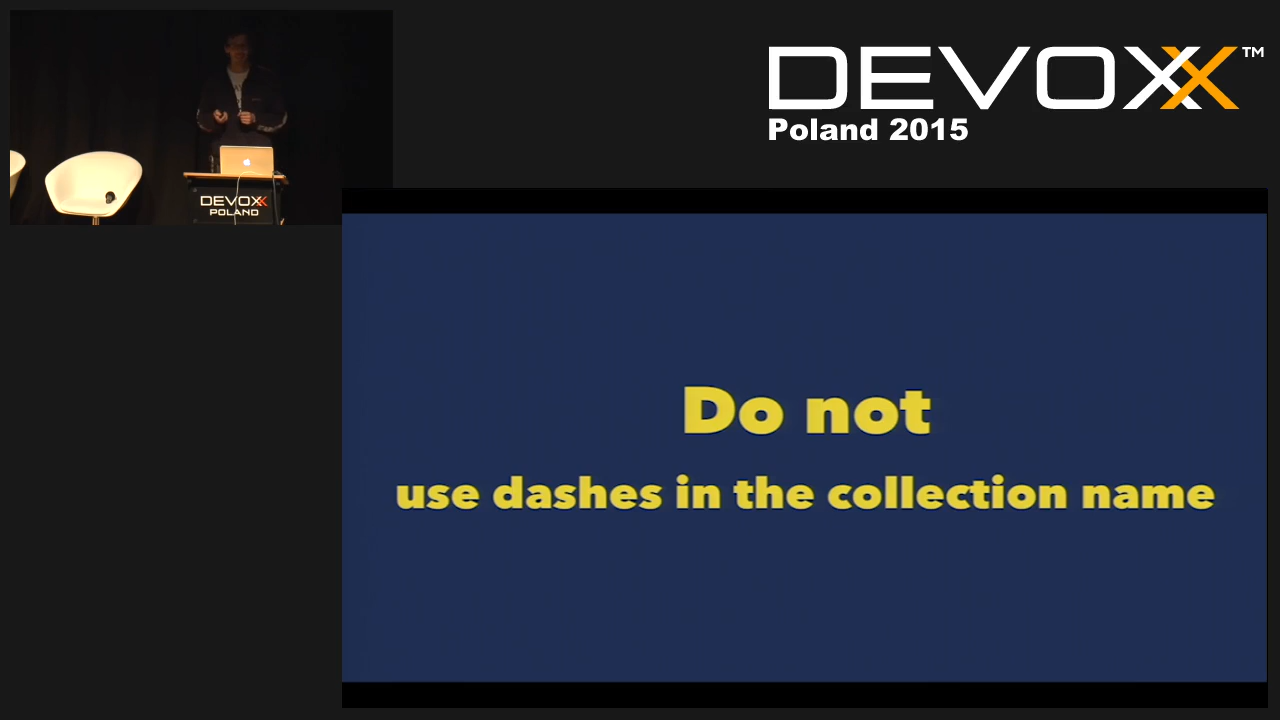 DEVOXX™
Poland 2015
DEVOXX
POLAND
Do not
use dashes in the collection name